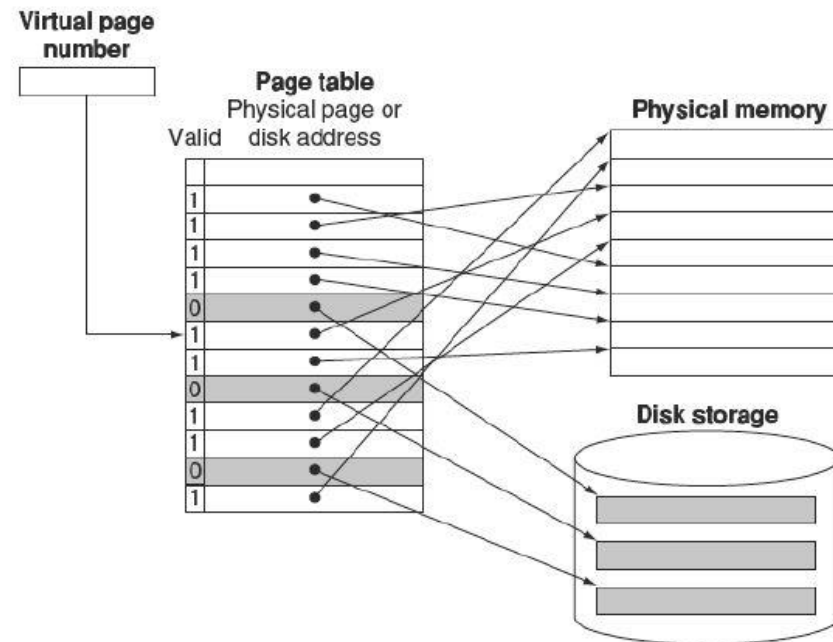 Virtual page
number
Page table
Physical page or
Valid disk address
Physical memory
1
1
1
1
0
1
1
0
1
1
0
1
Disk storage